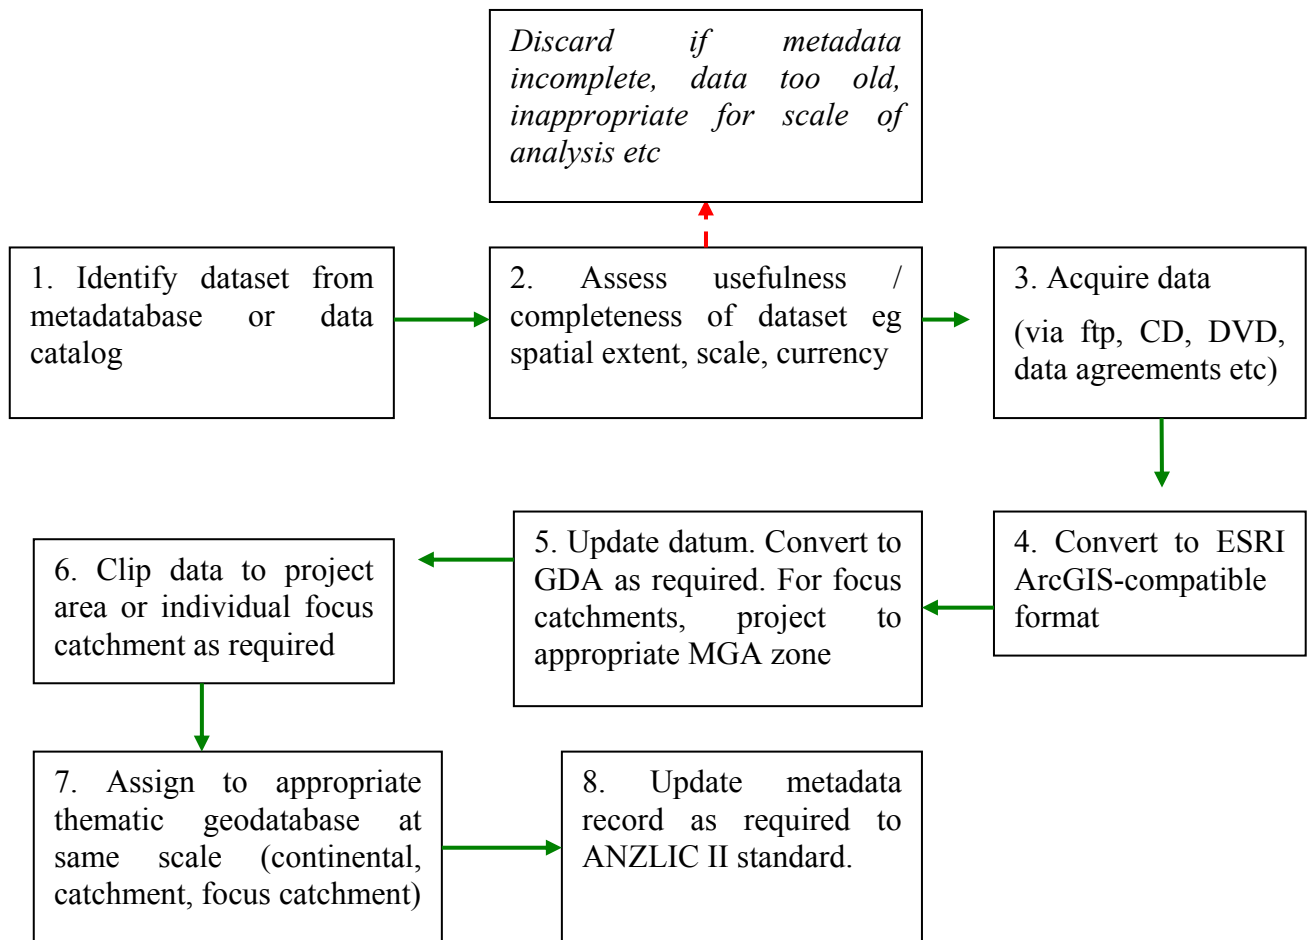 Discard if metadata
incomplete, data too old,
inappropriate for scale of
analysis etc
1. Identify dataset from
metadatabase or data
catalog
2. Assess usefulness /
completeness of dataset eg
spatial extent, scale, currency
3. Acquire data
(via ftp, CD, DVD,
data agreements etc)
4. Convert to ESRI
ArcGIS-compatible
format
5. Update datum. Convert to
GDA as required. For focus
catchments, project to
appropriate MGA zone
6. Clip data to project
area or individual focus
catchment as required
7. Assign to appropriate
thematic geodatabase at
same scale (continental,
catchment, focus catchment)
8. Update metadata
record as required to
ANZLIC II standard.